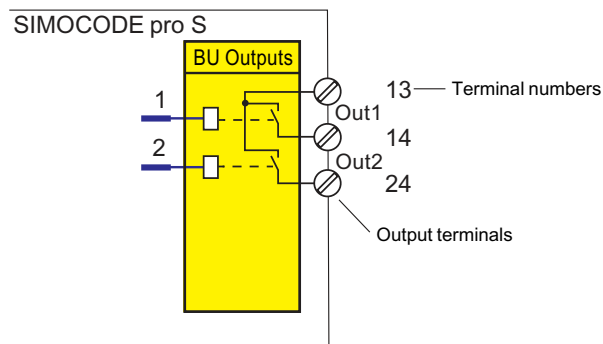 SIMOCODE pro S
BU Outputs
13
Terminal numbers
1
Out1
14
2
Out2
24
Output terminals